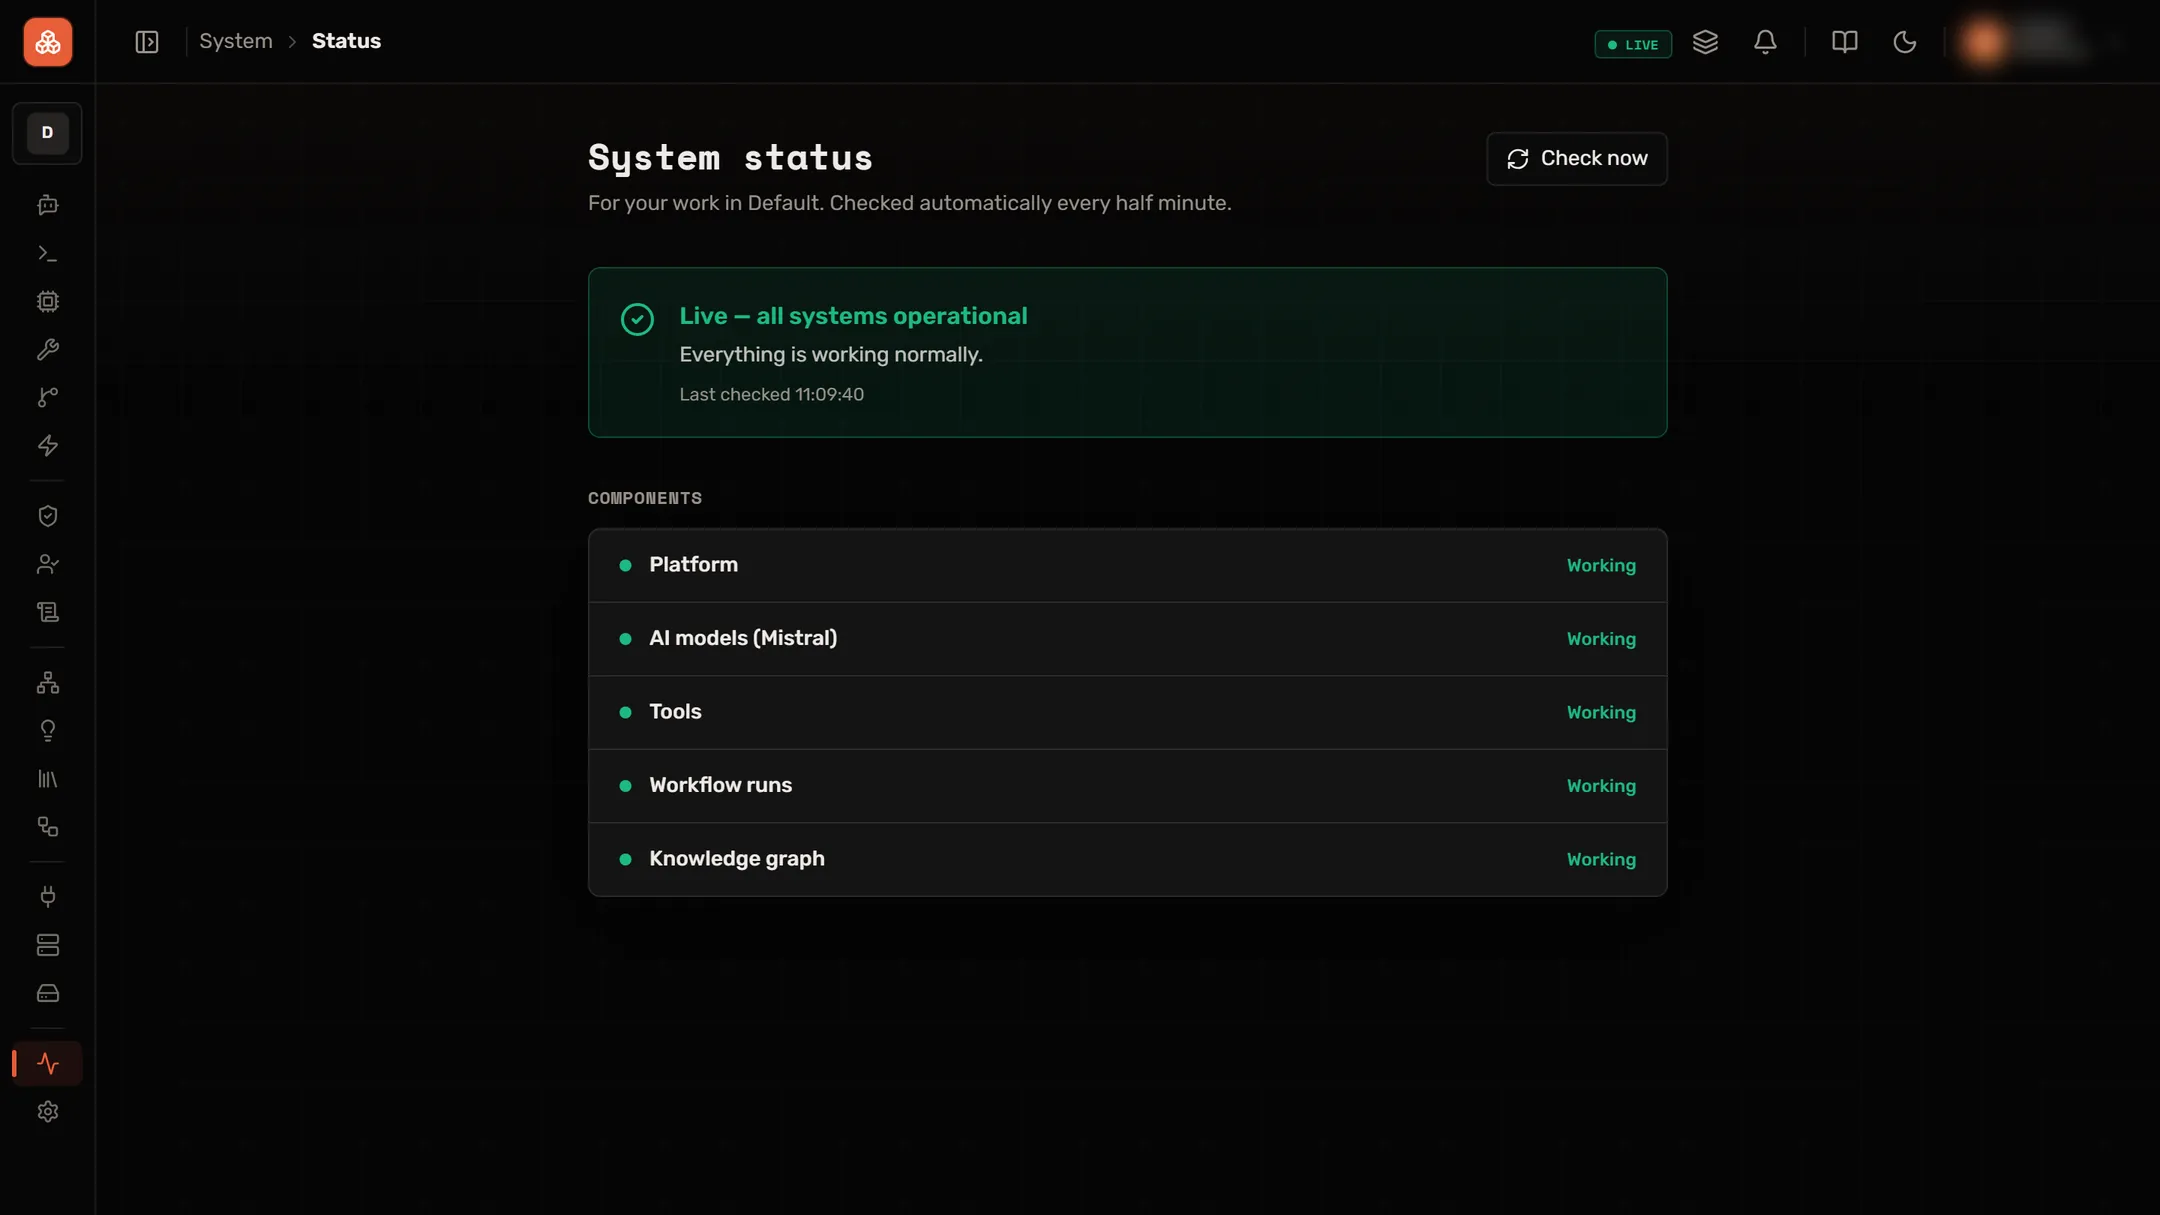 System > Status
LIVE
D
System status
Check now
For your work in Default. Checked automatically every half minute.
Live — all systems operational
Everything is working normally.
Last checked 11:09:40
COMPONENTS
Platform Working
AI models (Mistral) Working
Tools Working
Workflow runs Working
Knowledge graph Working